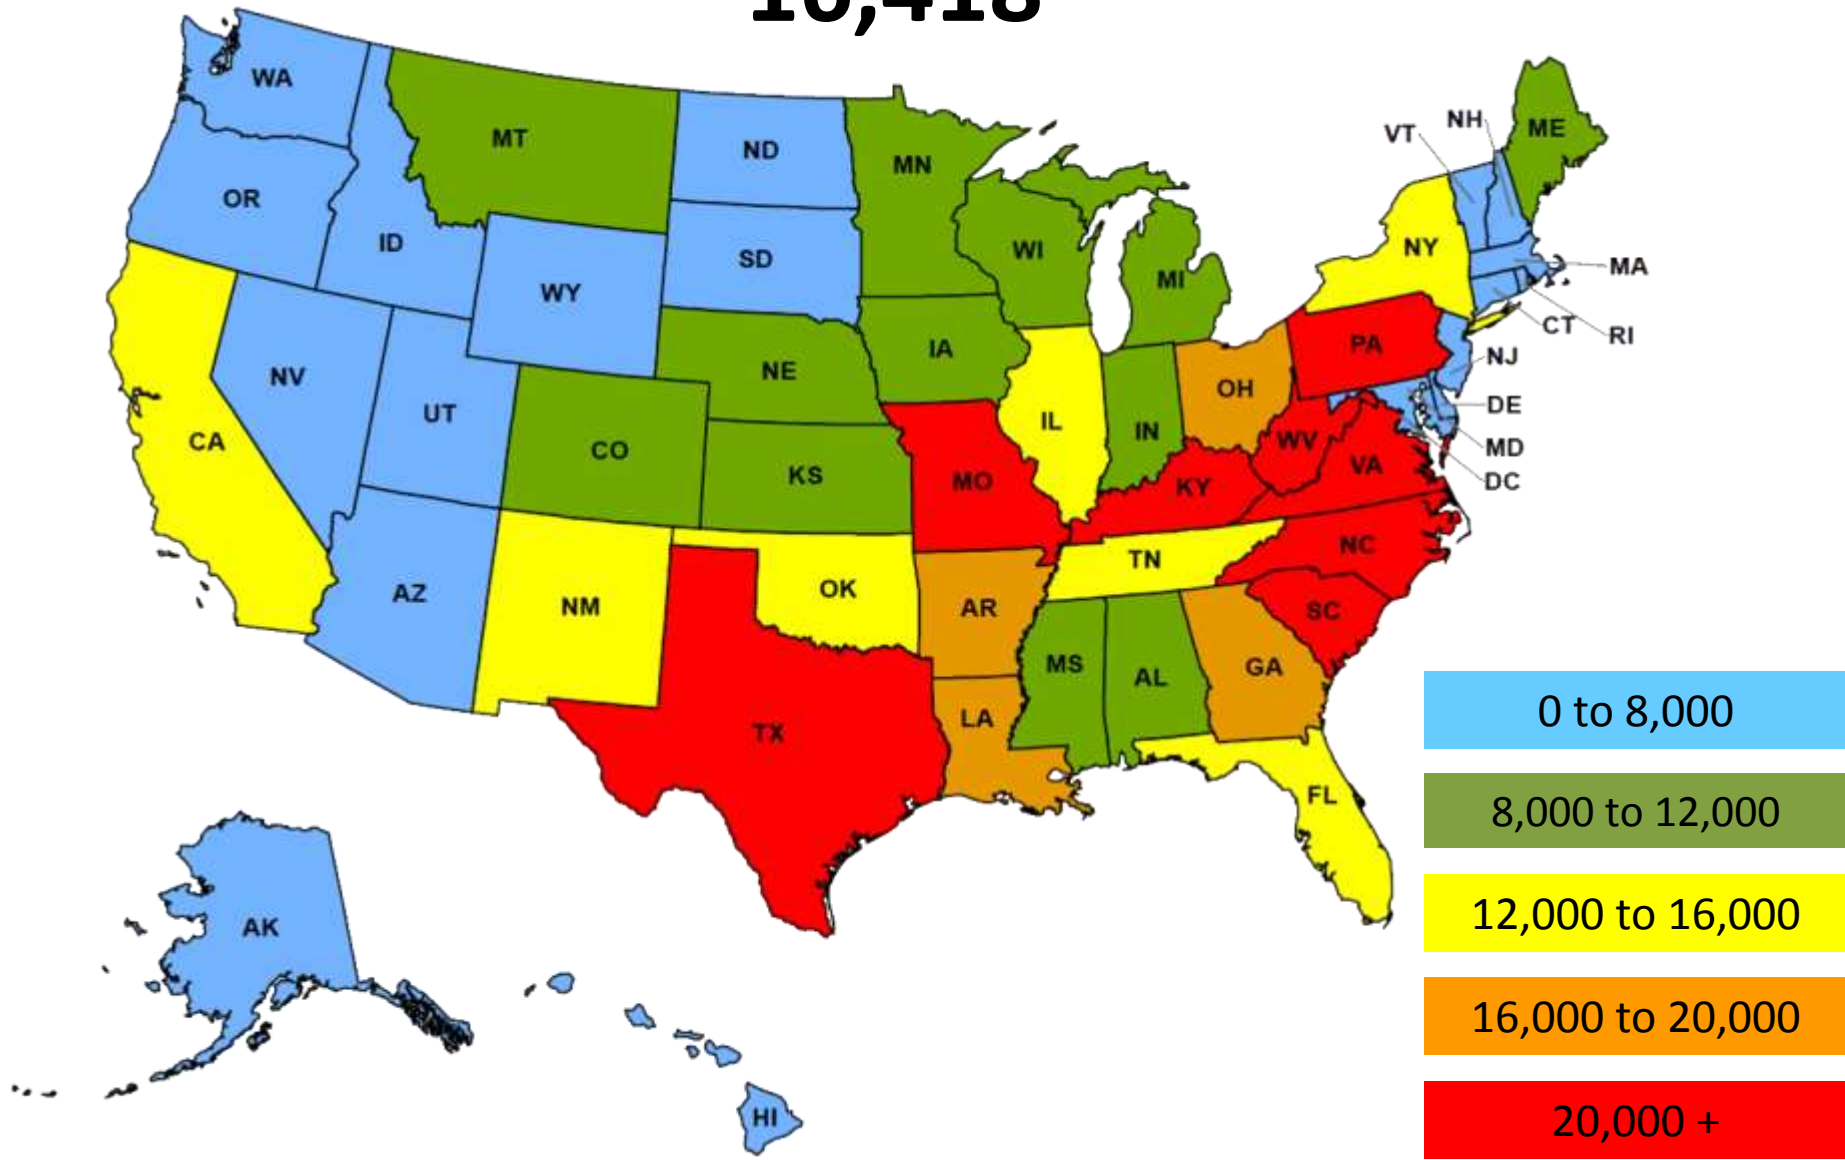 10,418
WA
MT
ND
MN
VT
NH
ME
OR
ID
WY
SD
WI
MI
NY
MA
CT
RI
NV
UT
CO
NE
IA
IL
IN
OH
PA
NJ
DE
MD
DC
CA
KS
MO
KY
WV
VA
AZ
NM
OK
AR
TN
NC
SC
MS
AL
GA
LA
TX
FL
AK
HI
0 to 8,000
8,000 to 12,000
12,000 to 16,000
16,000 to 20,000
20,000 +